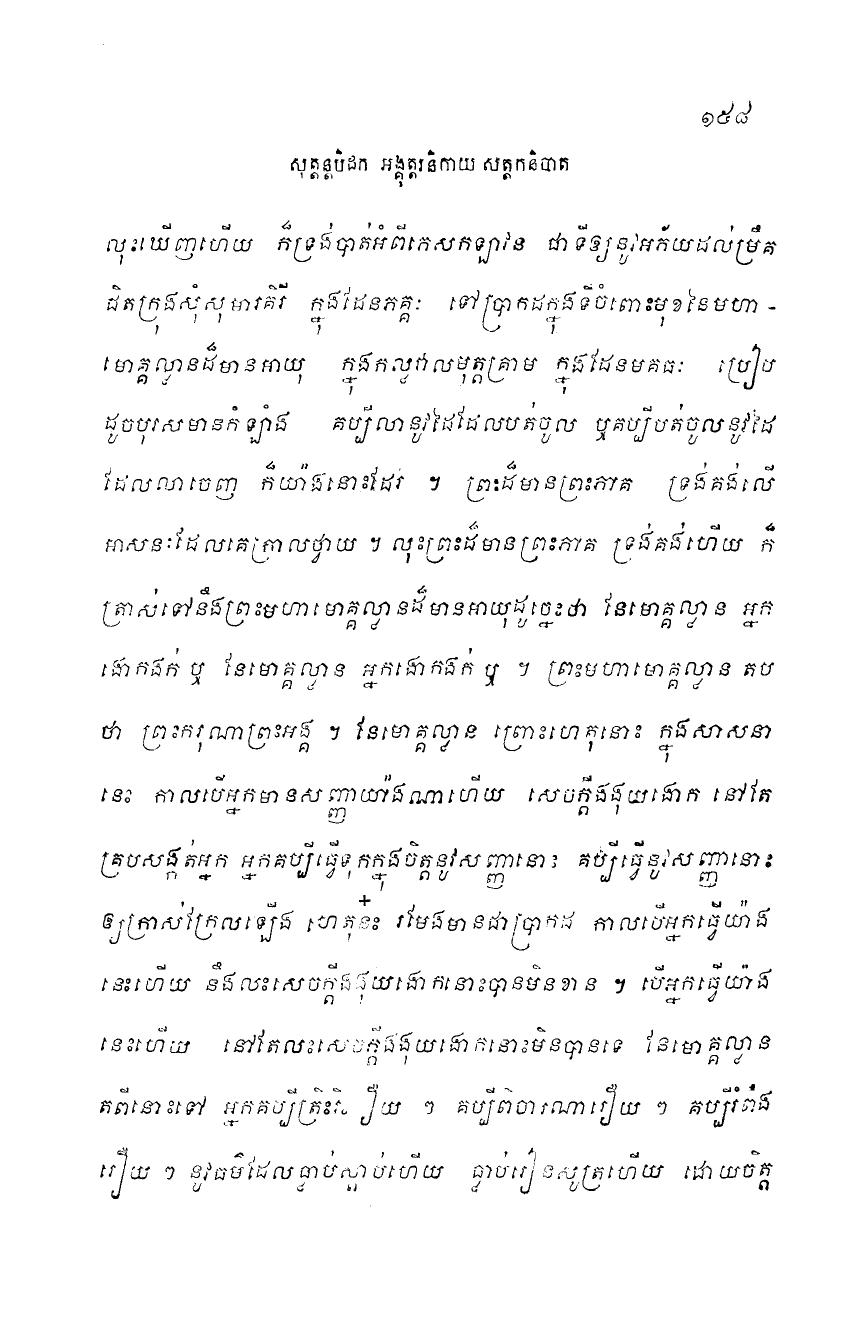 ១៥៨
សុត្តន្តបិដក អង្គុត្តរនិកាយ សត្តកនិបាត
លុះឃើញហើយ ក៏ទ្រង់បាត់អំពីភេសកឡាវ័ន ជាទីឲ្យនូវអភ័យដល់ម្រឹគ
ជិតក្រុងសុំសុមារគិរី ក្នុងដែនភគ្គៈ ទៅប្រាកដក្នុងទីចំពោះមុខនៃមហា -
មោគ្គល្លានដ៏មានអាយុ ក្នុងកល្លវាលមុត្តគ្រាម ក្នុងដែនមគធៈ ប្រៀប
ដូចបុរសមានកំឡាំង គប្បីលានូវដៃដែលបត់ចូល ឬគប្បីបត់ចូលនូវដៃ
ដែលលាចេញ ក៏យ៉ាងនោះដែរ ។ ព្រះដ៏មានព្រះភាគ ទ្រង់គង់លើ
អាសនៈដែលគេក្រាលថ្វាយ ។ លុះព្រះដ៏មានព្រះភាគ ទ្រង់គង់ហើយ ក៏
ត្រាស់ទៅនឹងព្រះមហាមោគ្គល្លានដ៏មានអាយុដូច្នេះថា នែមោគ្គល្លាន អ្នក
ងោកងក់ ឬ នែមោគ្គល្លាន អ្នកងោកងក់ ឬ ។ ព្រះមហាមោគ្គល្លាន តប
ថា ព្រះករុណាព្រះអង្គ ។ នែមោគ្គល្លាន ព្រោះហេតុនោះ ក្នុងសាសនា
នេះ កាលបើអ្នកមានសញ្ញាយ៉ាងណាហើយ សេចក្តីងងុយងោក នៅតែ
គ្របសង្កត់អ្នក អ្នកគប្បីធ្វើទុកក្នុងចិត្តនូវសញ្ញានោះ គប្បីធ្វើនូវសញ្ញានោះ
ឲ្យក្រាស់ក្រែលឡើង ហេតុនុ៎ះ រមែងមានជាប្រាកដ កាលបើអ្នកធ្វើយ៉ាង
នេះហើយ នឹងលះសេចក្តីងងុយងោកនោះបានមិនខាន ។ បើអ្នកធ្វើយ៉ាង
នេះហើយ នៅតែលះសេចក្តីងងុយងោកនោះមិនបានទេ នែមោគ្គល្លាន
តពីនោះទៅ អ្នកគប្បីត្រិះរិះរឿយ ៗ គប្បីពិចារណារឿយ ៗ គប្បីរំពឹង
រឿយ ៗ នូវធម៌ដែលធ្លាប់ស្តាប់ហើយ ធ្លាប់រៀនសូត្រហើយ ដោយចិត្ត